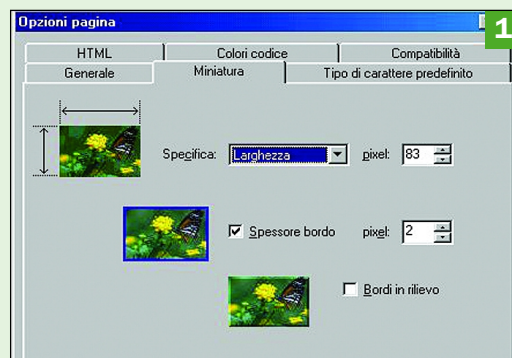 Opzioni pagina
1
HTML
Colori codice
Compatibilità
Generale
Miniatura
Tipo di carattere predefinito
Specifica:
Larghezza
pixel:
83
Spessore bordo
pixel:
2
Bordi in rilievo